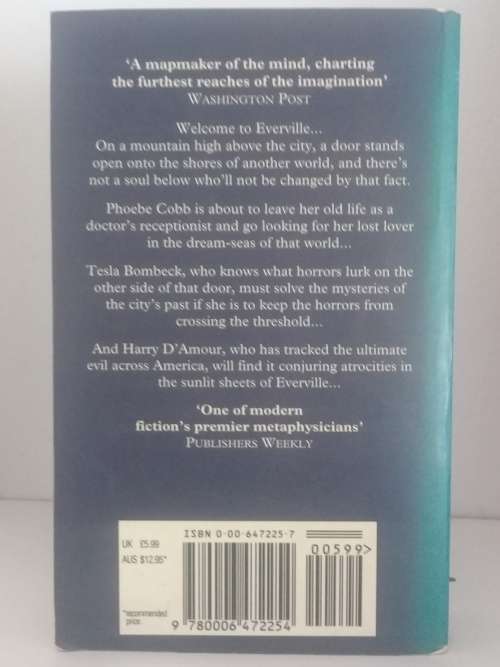 ‘A mapmaker of the mind, charting
the furthest reaches of the imagination’
WASHINGTON POST
Welcome to Everville...
On a mountain high above the city, a door stands
open onto the shores of another world, and there's
not a soul below who'll not be changed by that fact.
Phoebe Cobb is about to leave her old life as a
doctor's receptionist and go looking for her lost lover
in the dream-seas of that world...
Tesla Bombeck, who knows what horrors lurk on the
other side of that door, must solve the mysteries of
the city's past if she is to keep the horrors from
crossing the threshold...
And Harry D'Amour, who has tracked the ultimate
evil across America, will find it conjuring atrocities in
the sunlit sheets of Everville...
‘One of modern
fiction's premier metaphysicians’
PUBLISHERS WEEKLY
ISBN 0-00-647225-7
UK £5.99
AUS $12.95*
00599>
*recommended
price
9 780006 472254